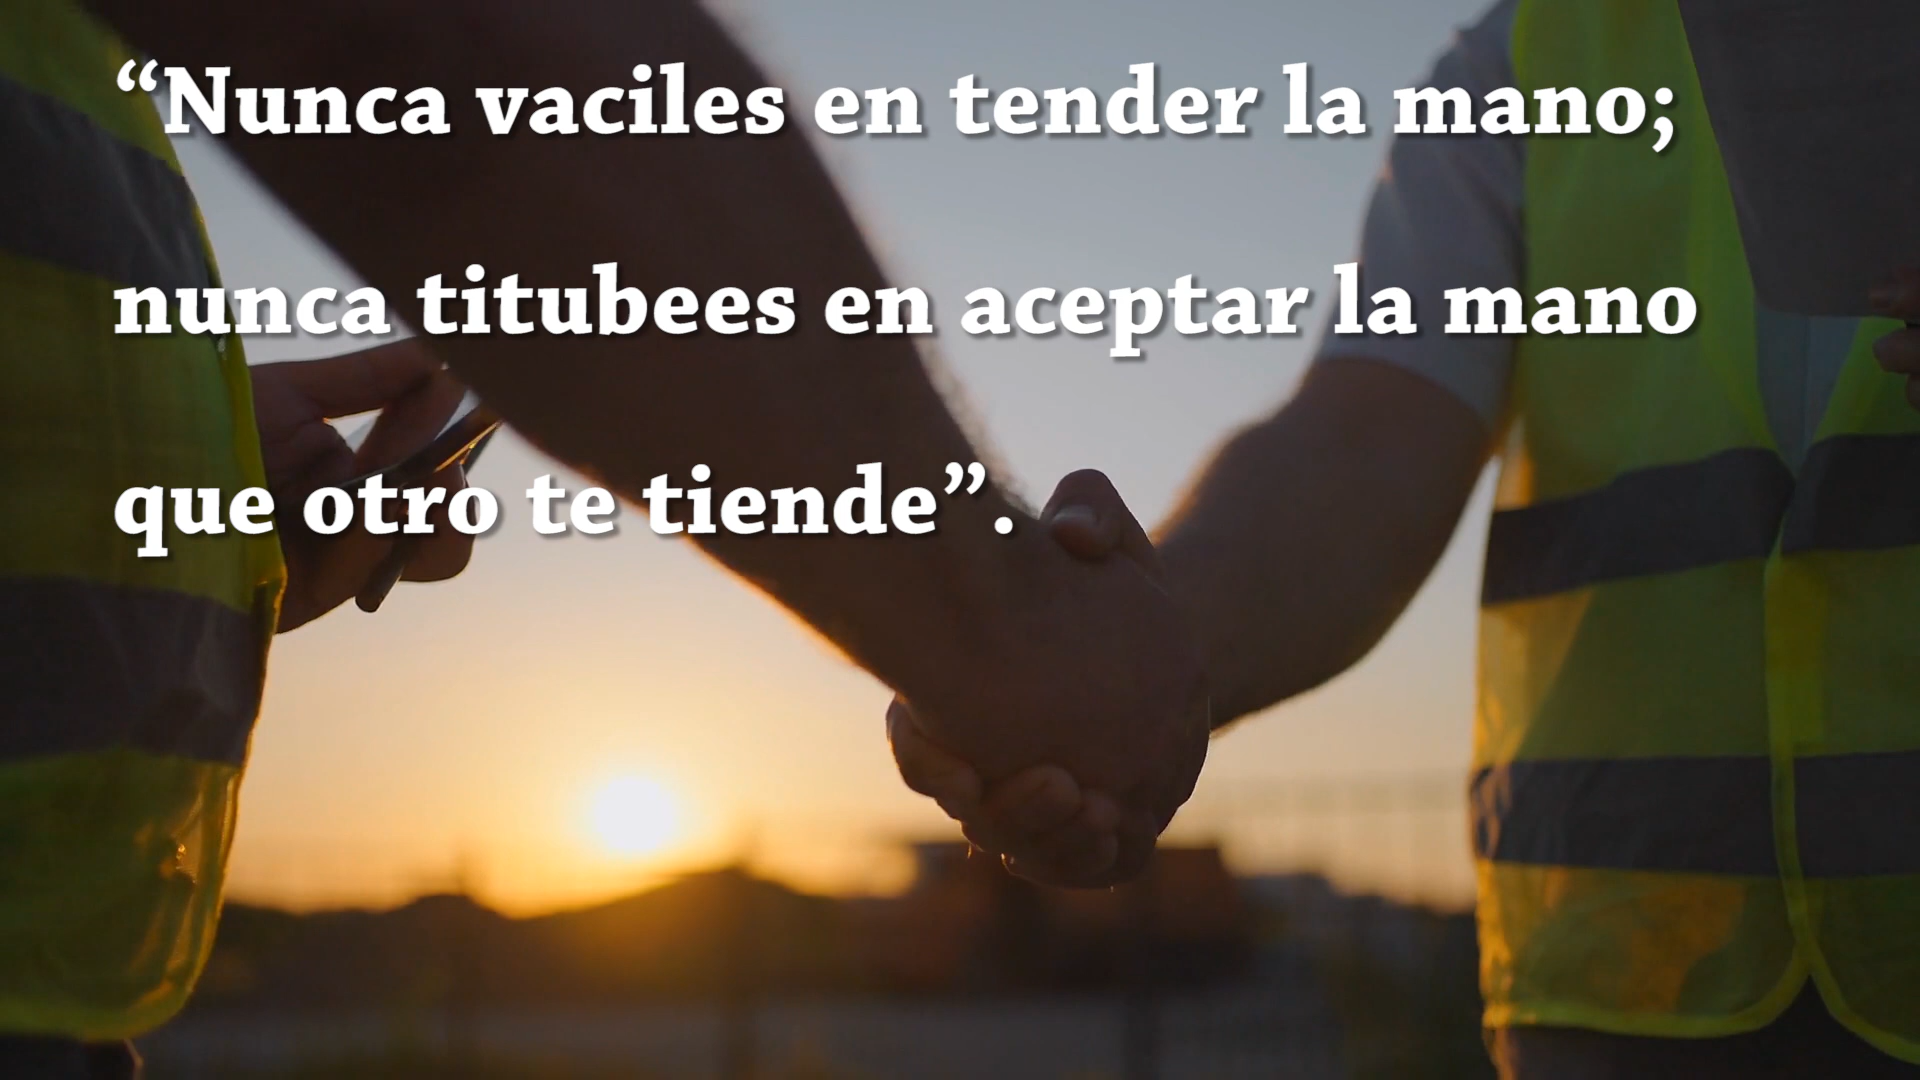 “Nunca vaciles en tender la mano;
nunca titubees en aceptar la mano
que otro te tiende”.